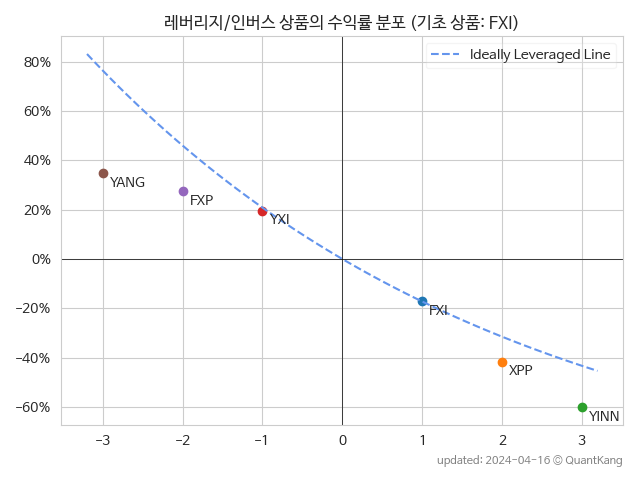 레버리지/인버스 상품의 수익률 분포 (기초 상품: FXI)
Ideally Leveraged Line
80%
60%
40%
20%
0%
-20%
-40%
-60%
YANG
FXP
YXI
FXI
XPP
YINN
-3 -2 -1 0 1 2 3
updated: 2024-04-16 © QuantKang